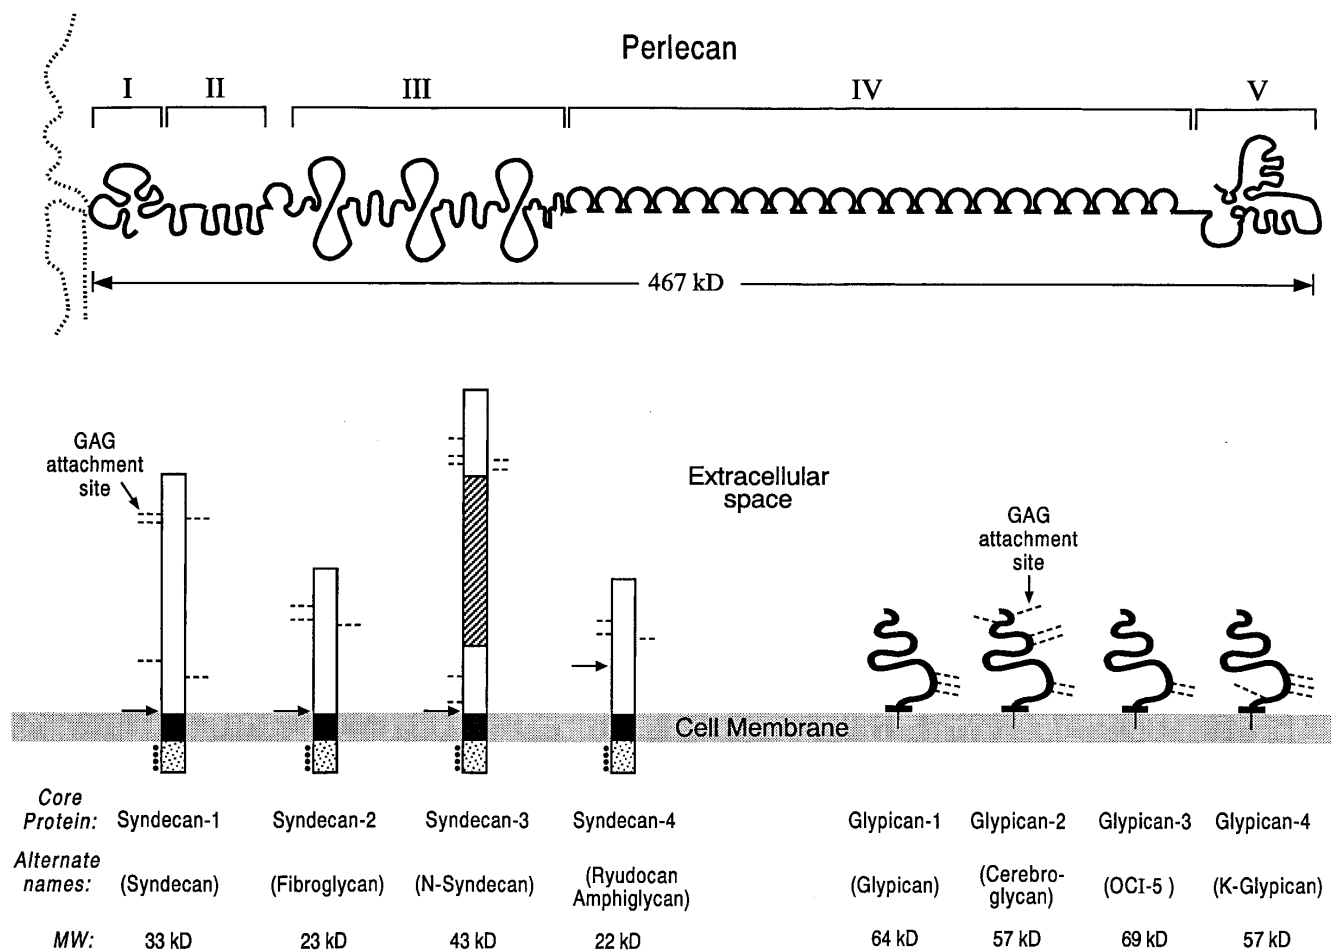 Perlecan
I II III IV V
467 kD
GAG
attachment
site
Extracellular
space
GAG
attachment
site
Cell Membrane
Core
Protein: Syndecan-1 Syndecan-2 Syndecan-3 Syndecan-4 Glypican-1 Glypican-2 Glypican-3 Glypican-4
Alternate
names: (Syndecan) (Fibroglycan) (N-Syndecan) (Ryudocan
Amphiglycan) (Glypican) (Cerebro-
glycan) (OCI-5 ) (K-Glypican)
MW: 33 kD 23 kD 43 kD 22 kD 64 kD 57 kD 69 kD 57 kD